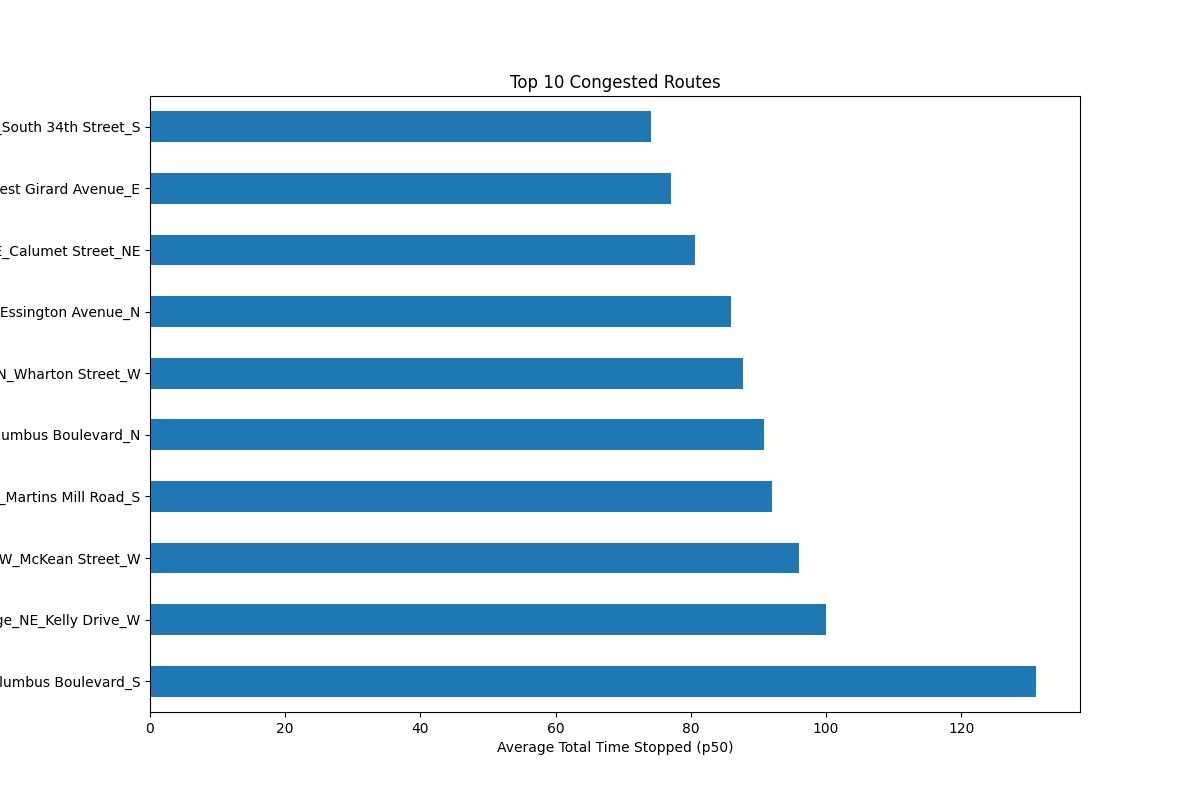 Top 10 Congested Routes
_South 34th Street_S
est Girard Avenue_E
E_Calumet Street_NE
Essington Avenue_N
N_Wharton Street_W
umbus Boulevard_N
_Martins Mill Road_S
W_McKean Street_W
ge_NE_Kelly Drive_W
lumbus Boulevard_S
0 20 40 60 80 100 120
Average Total Time Stopped (p50)